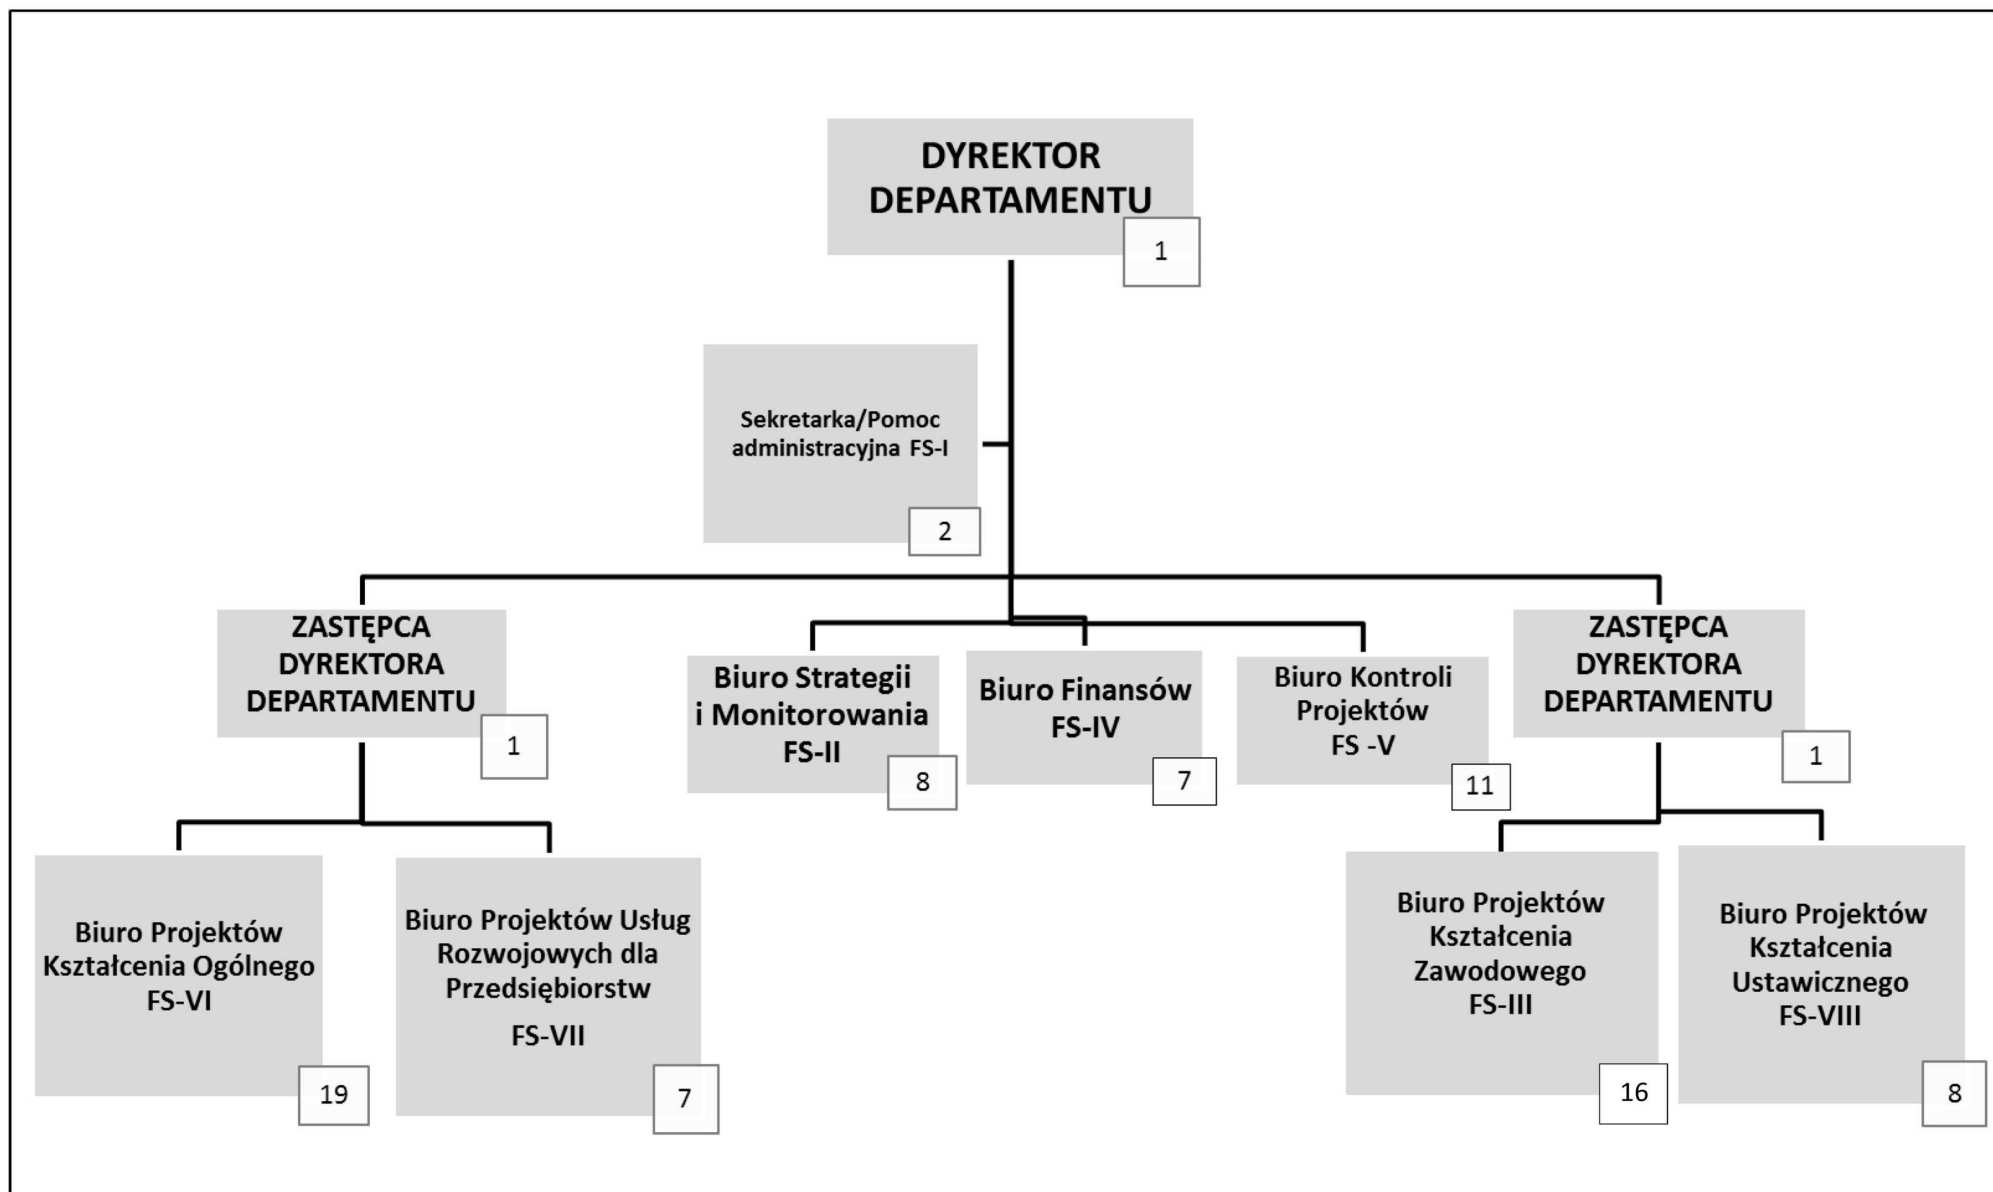 DYREKTOR
DEPARTAMENTU
1
Sekretarka/Pomoc
administracyjna FS-I
2
ZASTĘPCA
DYREKTORA
DEPARTAMENTU
1
Biuro Strategii
i Monitorowania
FS-II
8
Biuro Finansów
FS-IV
7
Biuro Kontroli
Projektów
FS -V
11
ZASTĘPCA
DYREKTORA
DEPARTAMENTU
1
Biuro Projektów
Kształcenia Ogólnego
FS-VI
19
Biuro Projektów Usług
Rozwojowych dla
Przedsiębiorstw
FS-VII
7
Biuro Projektów
Kształcenia
Zawodowego
FS-III
16
Biuro Projektów
Kształcenia
Ustawicznego
FS-VIII
8